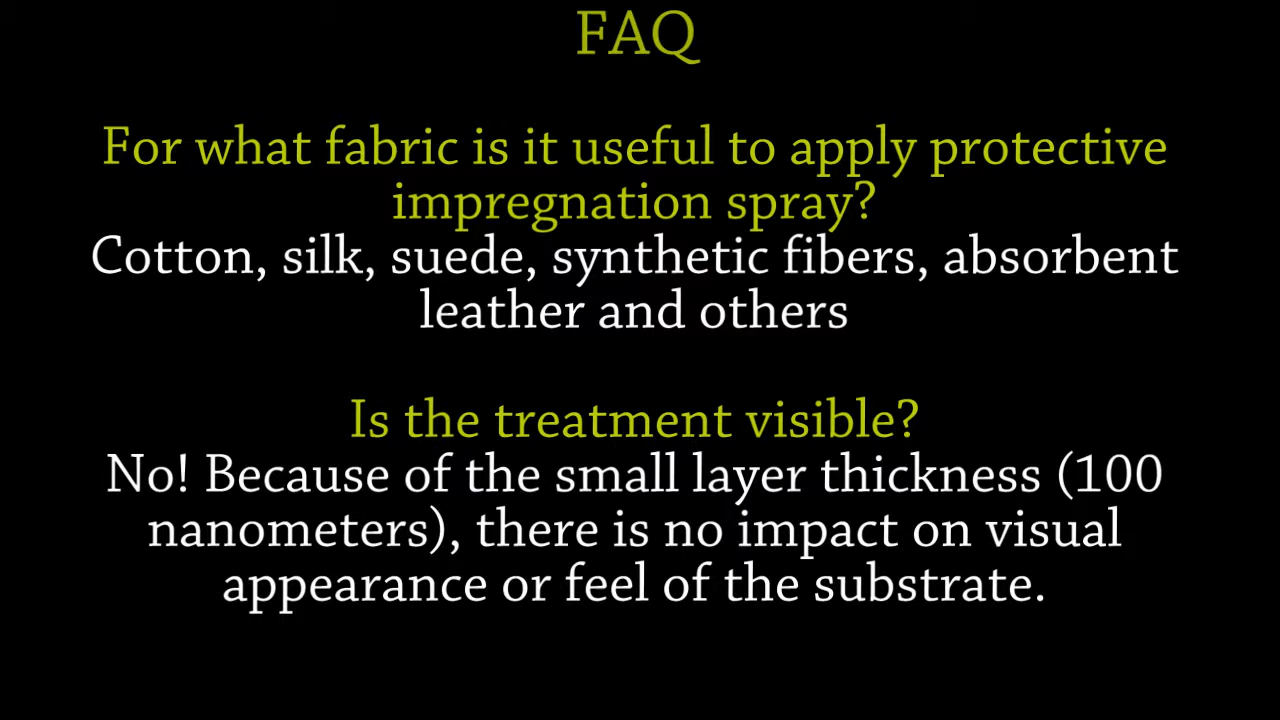 FAQ
For what fabric is it useful to apply protective
impregnation spray?
Cotton, silk, suede, synthetic fibers, absorbent
leather and others
Is the treatment visible?
No! Because of the small layer thickness (100
nanometers), there is no impact on visual
appearance or feel of the substrate.